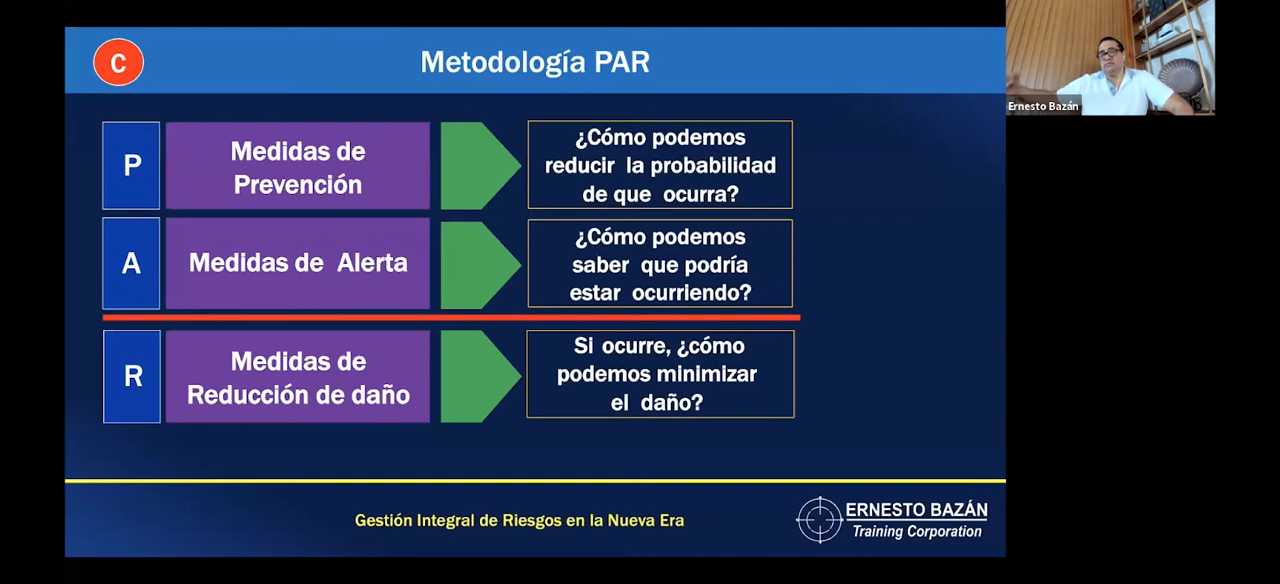 C
Metodología PAR
Ernesto Bazán
P
Medidas de
Prevención
¿Cómo podemos
reducir la probabilidad
de que ocurra?
A
Medidas de Alerta
¿Cómo podemos
saber que podría
estar ocurriendo?
R
Medidas de
Reducción de daño
Si ocurre, ¿cómo
podemos minimizar
el daño?
Gestión Integral de Riesgos en la Nueva Era
ERNESTO BAZÁN
Training Corporation